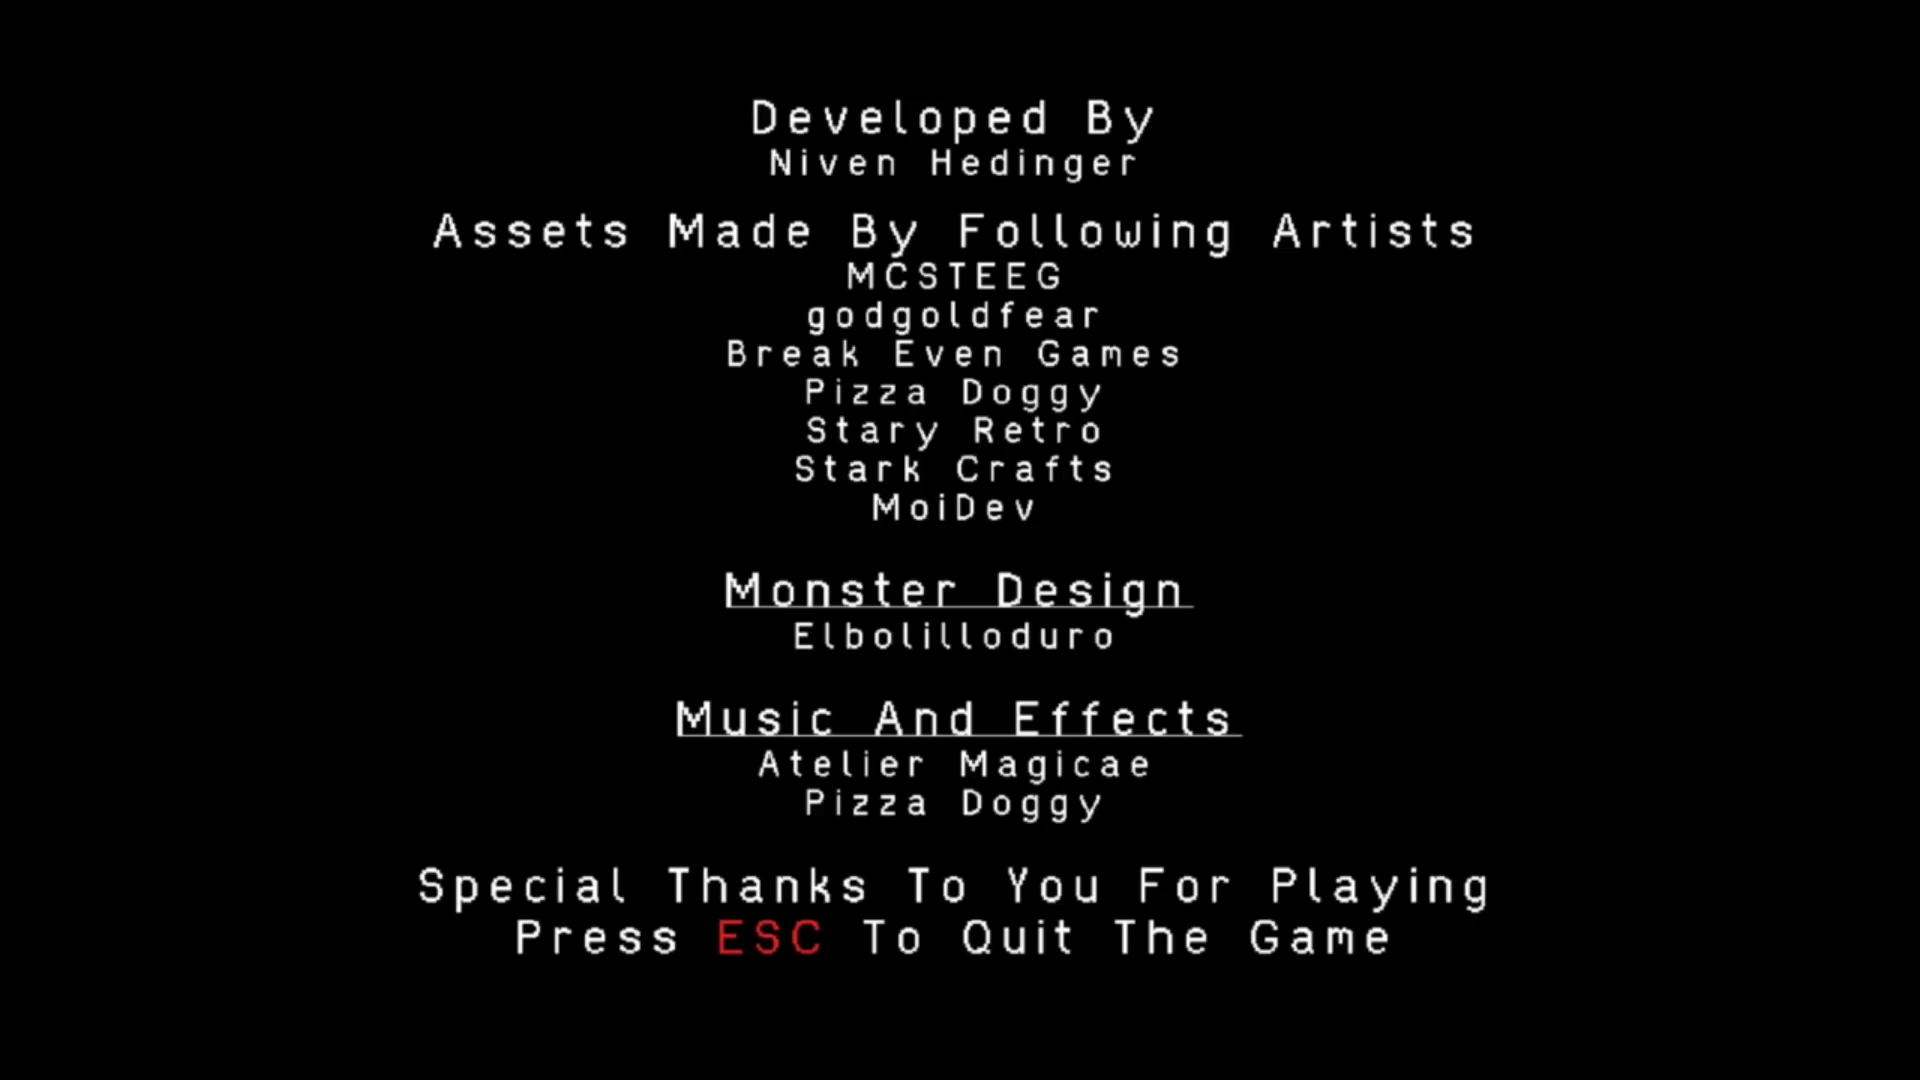 Developed By
Niven Hedinger
Assets Made By Following Artists
MCSTEEG
godgoldfear
Break Even Games
Pizza Doggy
Stary Retro
Stark Crafts
MoiDev
Monster Design
Elbolilloduro
Music And Effects
Atelier Magicae
Pizza Doggy
Special Thanks To You For Playing
Press ESC To Quit The Game